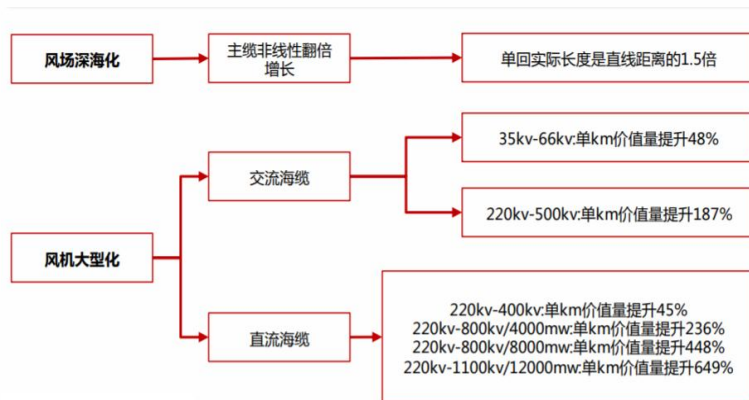 风场深海化
主缆非线性翻倍
增长
单回实际长度是直线距离的1.5倍
35kv-66kv:单km价值量提升48%
交流海缆
220kv-500kv:单km价值量提升187%
风机大型化
220kv-400kv:单km价值量提升45%
220kv-800kv/4000mw:单km价值量提升236%
直流海缆
220kv-800kv/8000mw:单km价值量提升448%
220kv-1100kv/12000mw:单km价值量提升649%